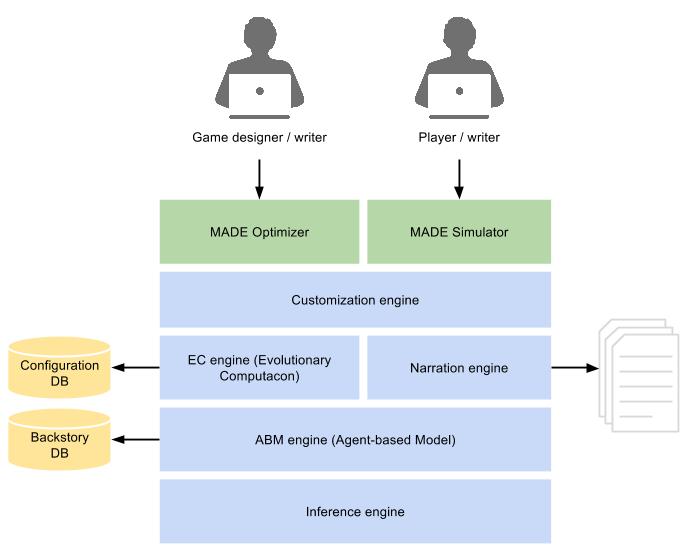 Game designer / writer
Player / writer
MADE Optimizer
MADE Simulator
Customization engine
Configuration
DB
EC engine (Evolutionary
Computacon)
Narration engine
Backstory
DB
ABM engine (Agent-based Model)
Inference engine